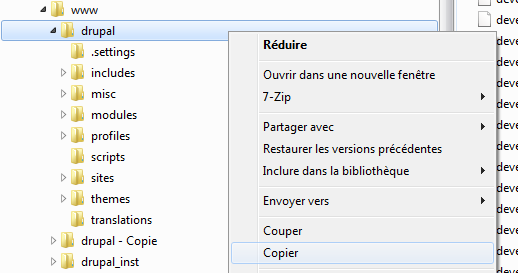 www
drupal
.settings
includes
misc
modules
profiles
scripts
sites
themes
translations
drupal - Copie
drupal_inst
Réduire
Ouvrir dans une nouvelle fenêtre
7-Zip
Partager avec
Restaurer les versions précédentes
Inclure dans la bibliothèque
Envoyer vers
Couper
Copier
deve
deve
deve
deve
deve
deve
deve
deve
deve
deve
deve
deve
deve